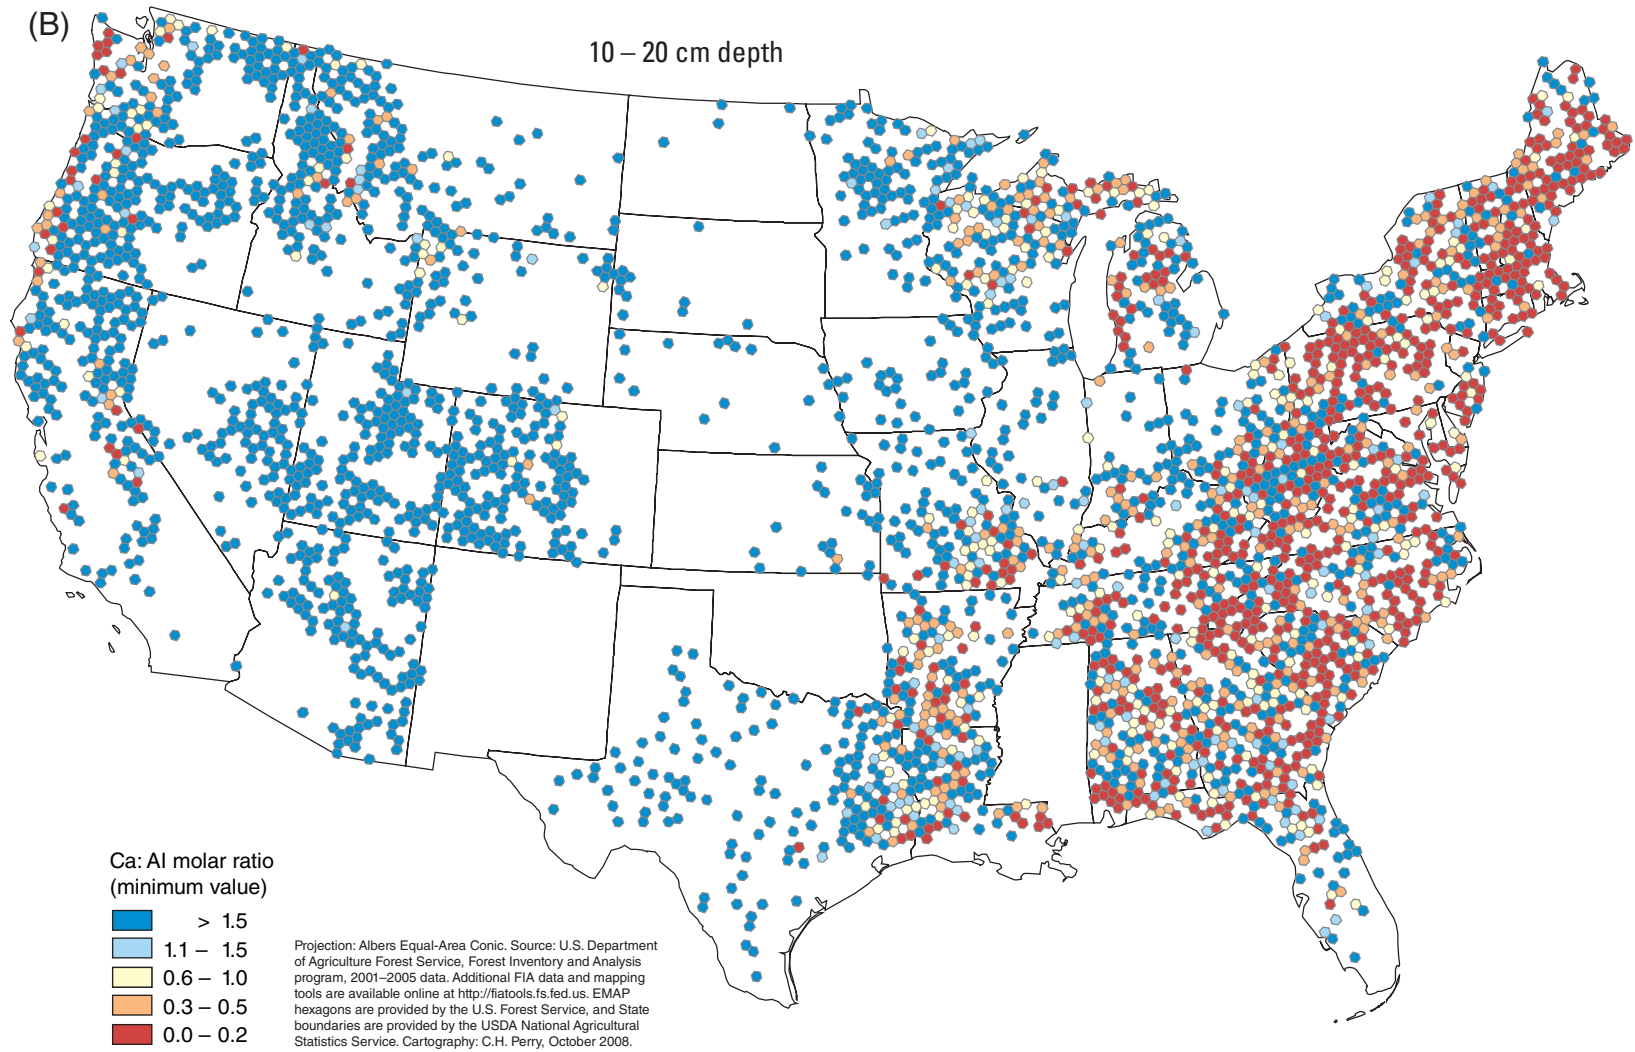 (B)
10 – 20 cm depth
Ca: Al molar ratio
(minimum value)
> 1.5
1.1 – 1.5
0.6 – 1.0
0.3 – 0.5
0.0 – 0.2
Projection: Albers Equal-Area Conic. Source: U.S. Department
of Agriculture Forest Service, Forest Inventory and Analysis
program, 2001–2005 data. Additional FIA data and mapping
tools are available online at http://fiatools.fs.fed.us. EMAP
hexagons are provided by the U.S. Forest Service, and State
boundaries are provided by the USDA National Agricultural
Statistics Service. Cartography: C.H. Perry, October 2008.